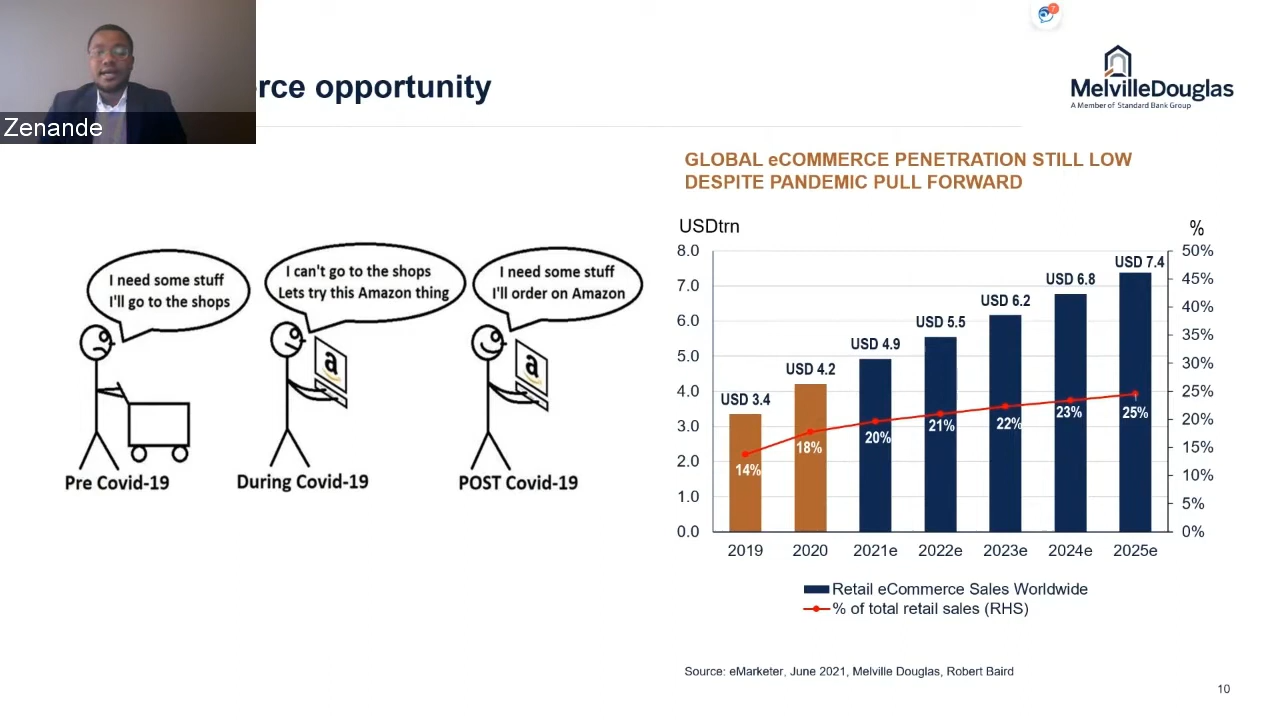 7
Zenande
rce opportunity
MelvilleDouglas
A Member of Standard Bank Group
GLOBAL eCOMMERCE PENETRATION STILL LOW
DESPITE PANDEMIC PULL FORWARD
I need some stuff
I'll go to the shops
I can't go to the shops
Lets try this Amazon thing
I need some stuff
I'll order on Amazon
a
a
Pre Covid-19
During Covid-19
POST Covid-19
USDtrn
%
8.0
7.0
6.0
5.0
4.0
3.0
2.0
1.0
0.0
USD 3.4
USD 4.2
USD 4.9
USD 5.5
USD 6.2
USD 6.8
USD 7.4
14%
18%
20%
21%
22%
23%
25%
50%
45%
40%
35%
30%
25%
20%
15%
10%
5%
0%
2019
2020
2021e
2022e
2023e
2024e
2025e
Retail eCommerce Sales Worldwide
% of total retail sales (RHS)
Source: eMarketer, June 2021, Melville Douglas, Robert Baird
10